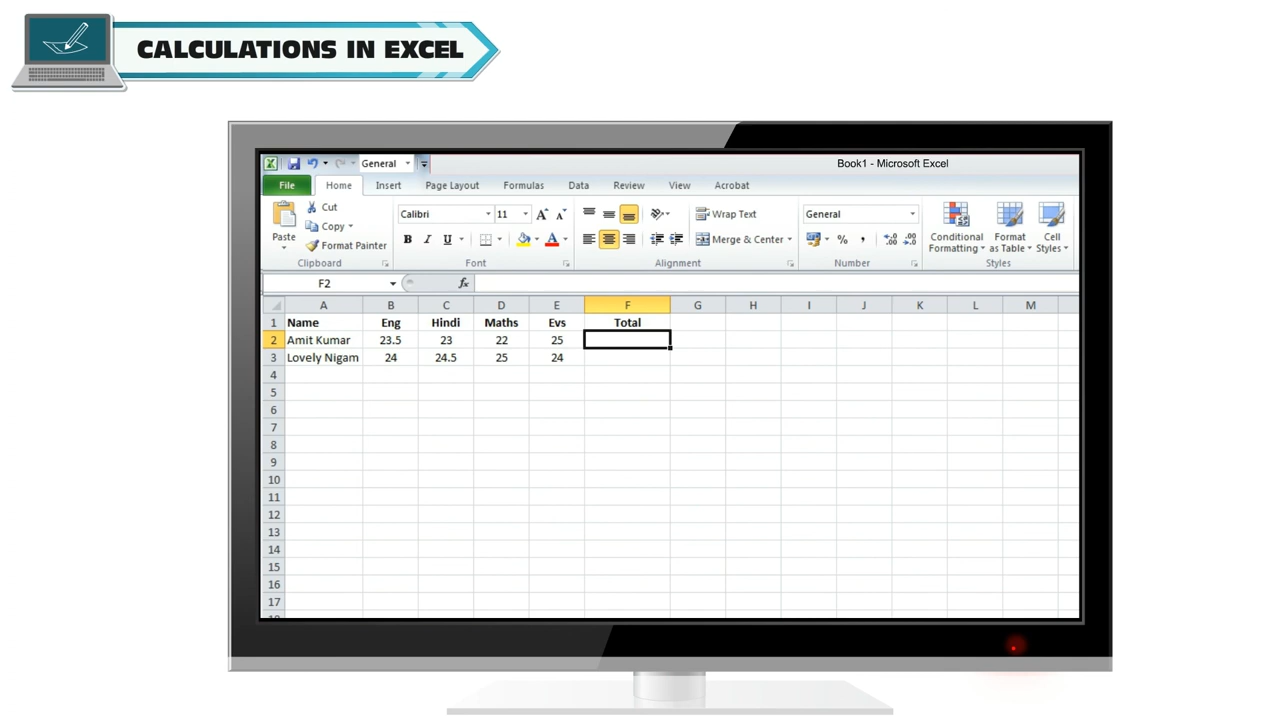 CALCULATIONS IN EXCEL
General
Book1 - Microsoft Excel
File Home Insert Page Layout Formulas Data Review View Acrobat
Paste
Cut
Copy
Format Painter
Clipboard
Calibri 11 A A
B I U A
Font
Wrap Text
Merge & Center
Alignment
General
% , .00 .00
Number
Conditional Formatting
Format as Table
Cell Styles
Styles
F2 fx
A B C D E F G H I J K L M
1 Name Eng Hindi Maths Evs Total
2 Amit Kumar 23.5 23 22 25
3 Lovely Nigam 24 24.5 25 24
4
5
6
7
8
9
10
11
12
13
14
15
16
17